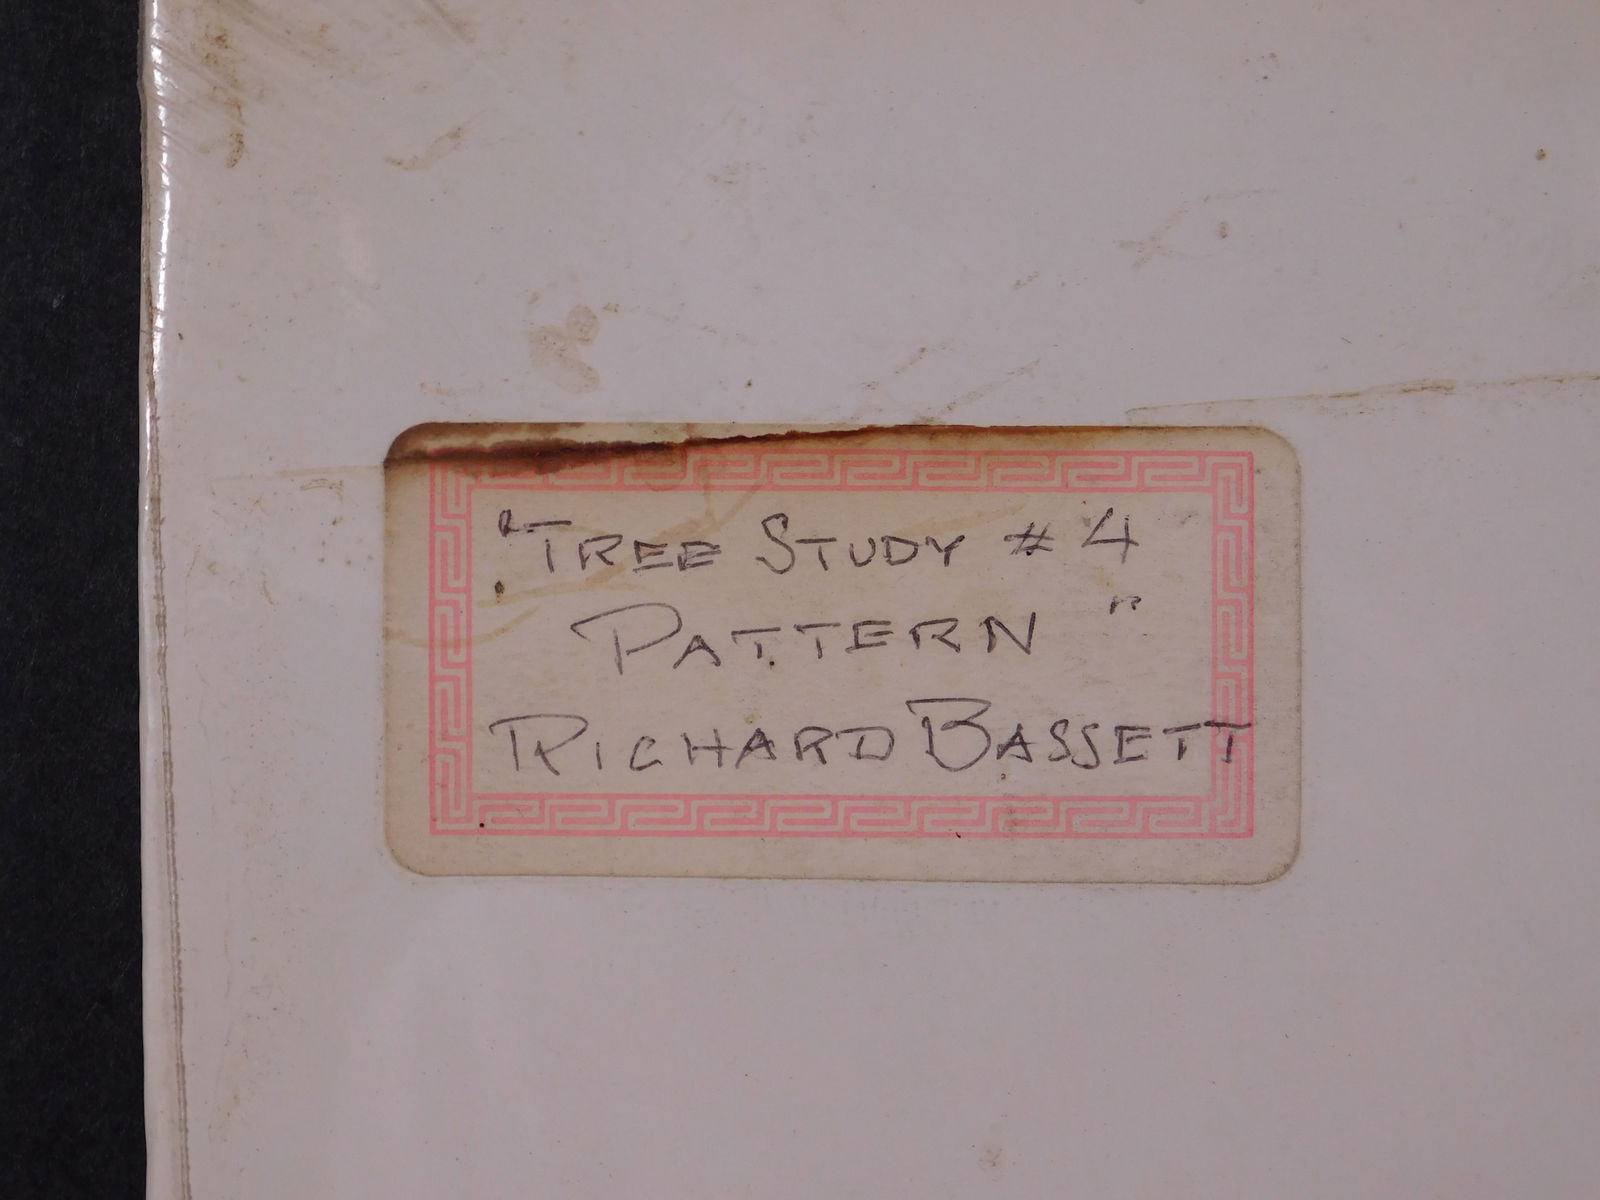 "TREE STUDY # 4
PATTERN "
RICHARD BASSETT